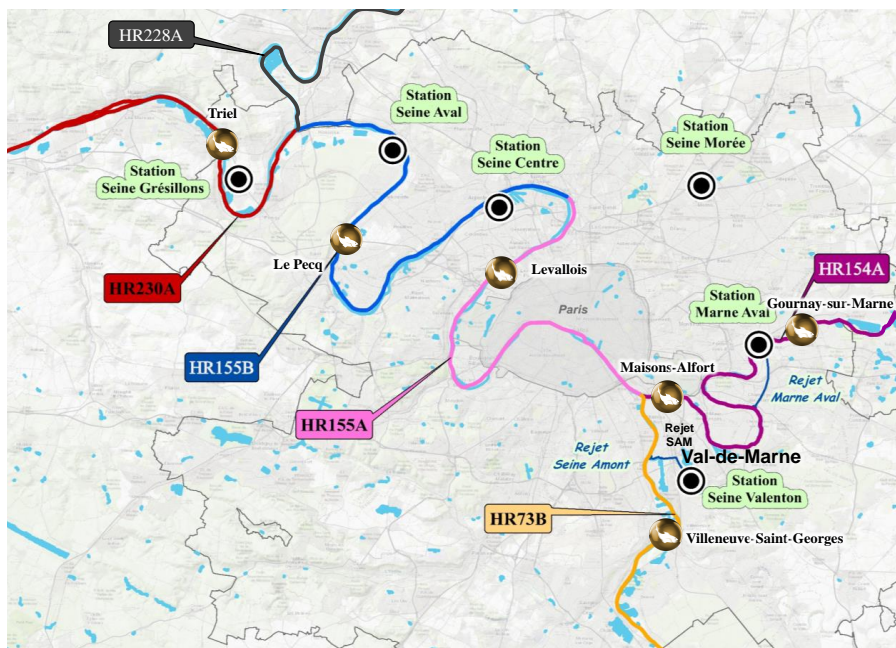 HR228A
Triel
Station
Seine Aval
Station
Seine Centre
Station
Seine Morée
Station
Seine Grésillons
Le Pecq
Levallois
HR154A
HR230A
Station
Marne Aval
Gournay-sur-Marne
Paris
HR155B
Maisons-Alfort
Rejet
Marne Aval
HR155A
Rejet
SAM
Rejet
Seine Amont
Val-de-Marne
Station
Seine Valenton
HR73B
Villeneuve-Saint-Georges